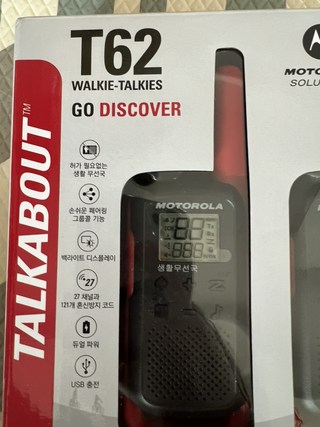 T62
WALKIE-TALKIES
GO DISCOVER
TALKABOUT™
허가 필요없는
생활 무선국
손쉬운 페어링
그룹콜 기능
백라이트 디스플레이
27
27 채널과
121개 혼신방지 코드
듀얼 파워
USB 충전
MOTOROLA
생활무선국
MOTO
SOLU